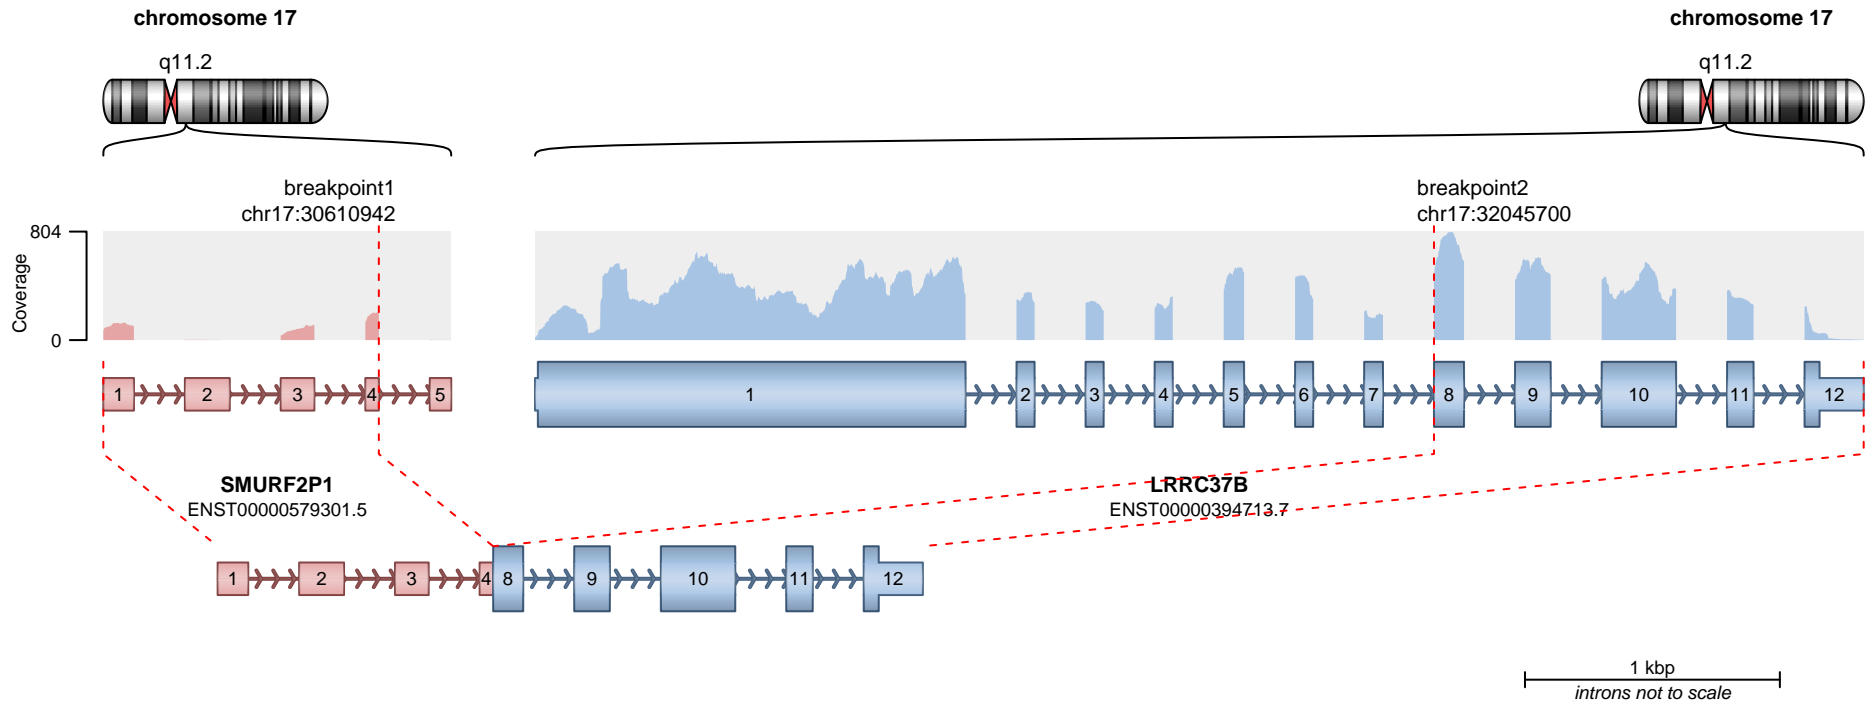 chromosome 17
chromosome 17
q11.2
q11.2
breakpoint1
chr17:30610942
breakpoint2
chr17:32045700
804
Coverage
0
1 2 3 4 5
1 2 3 4 5 6 7 8 9 10 11 12
SMURF2P1
ENST00000579301.5
LRRC37B
ENST00000394713.7
1 2 3 4 8 9 10 11 12
1 kbp
introns not to scale